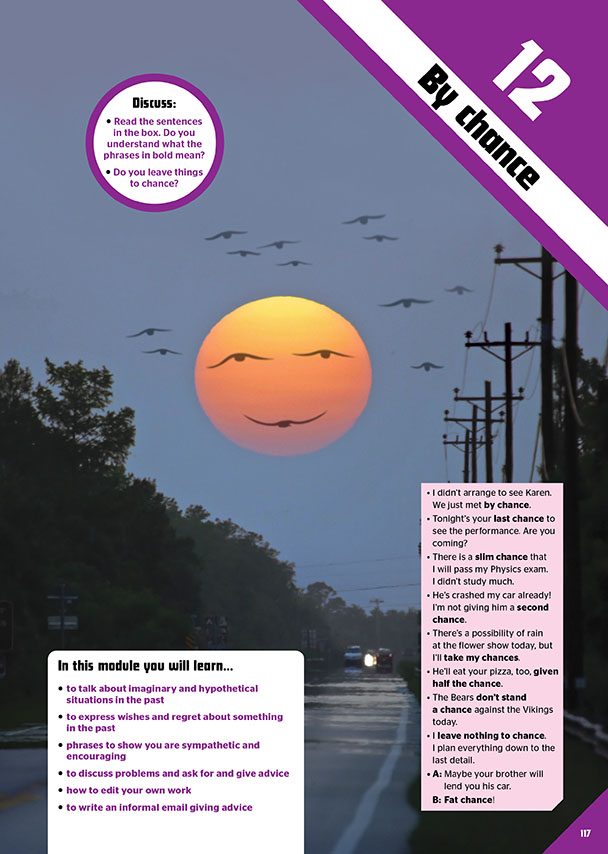 12
By chance
Discuss:
• Read the sentences
in the box. Do you
understand what the
phrases in bold mean?
• Do you leave things
to chance?
• I didn't arrange to see Karen.
We just met by chance.
• Tonight's your last chance to
see the performance. Are you
coming?
• There is a slim chance that
I will pass my Physics exam.
I didn't study much.
• He's crashed my car already!
I'm not giving him a second
chance.
• There's a possibility of rain
at the flower show today, but
I'll take my chances.
• He'll eat your pizza, too, given
half the chance.
• The Bears don't stand
a chance against the Vikings
today.
• I leave nothing to chance.
I plan everything down to the
last detail.
• A: Maybe your brother will
lend you his car.
B: Fat chance!
In this module you will learn...
• to talk about imaginary and hypothetical
situations in the past
• to express wishes and regret about something
in the past
• phrases to show you are sympathetic and
encouraging
• to discuss problems and ask for and give advice
• how to edit your own work
• to write an informal email giving advice
117